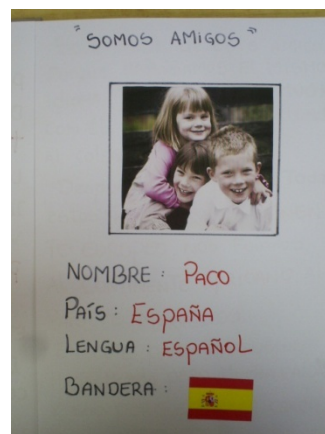 "SOMOS AMIGOS"
NOMBRE: PACO
PAÍS: ESPAÑA
LENGUA: ESPAÑOL
BANDERA: